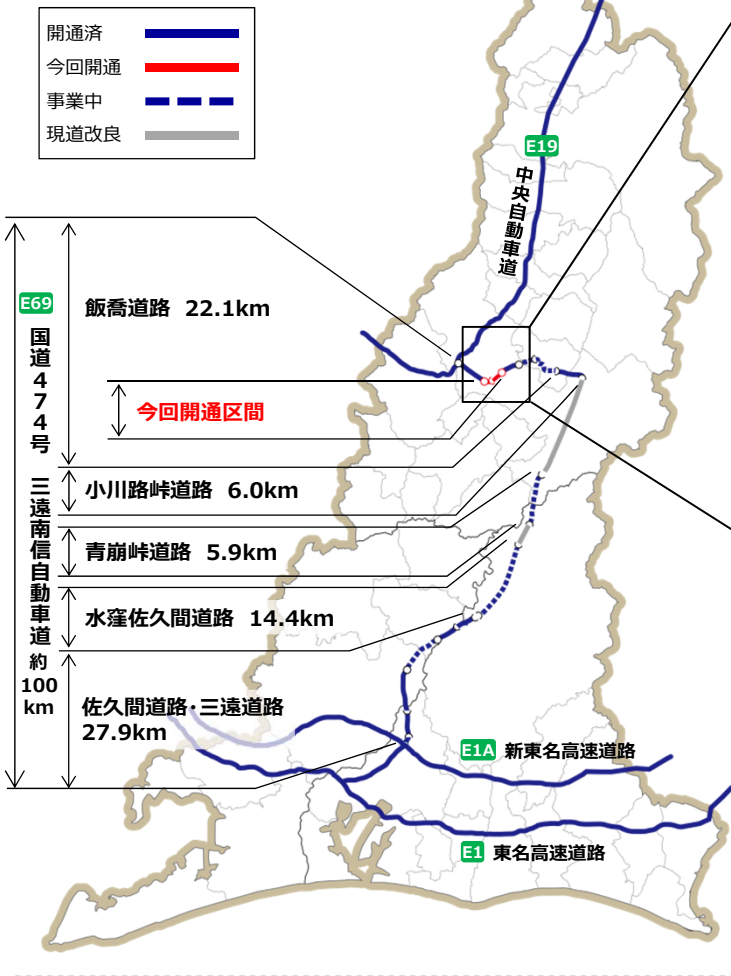 開通済
今回開通
事業中
現道改良
E19
中央自動車道
E69
国道474号 三遠南信自動車道 約
100
km
飯喬道路 22.1km
今回開通区間
小川路峠道路 6.0km
青崩峠道路 5.9km
水窪佐久間道路 14.4km
佐久間道路・三遠道路
27.9km
E1A 新東名高速道路
E1 東名高速道路